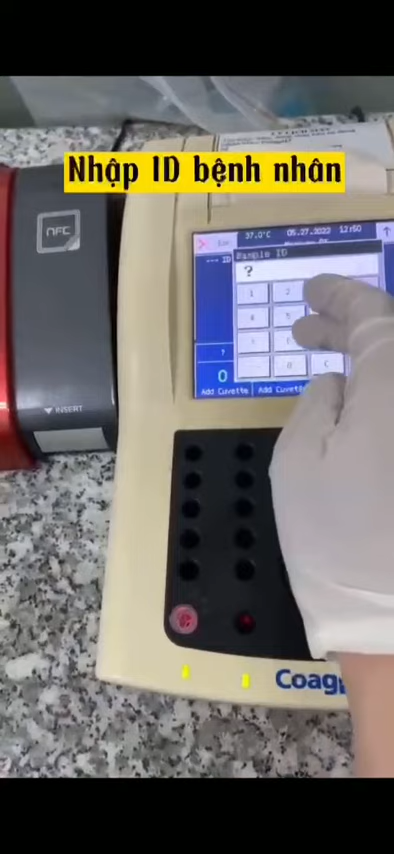 Nhập ID bệnh nhân
NFC
37.0°C 05.27.2022 12:50
Sample ID
?
1 2
4 5
0 C
0
Add Cuvette Add Cuvette
▼ INSERT
Coag